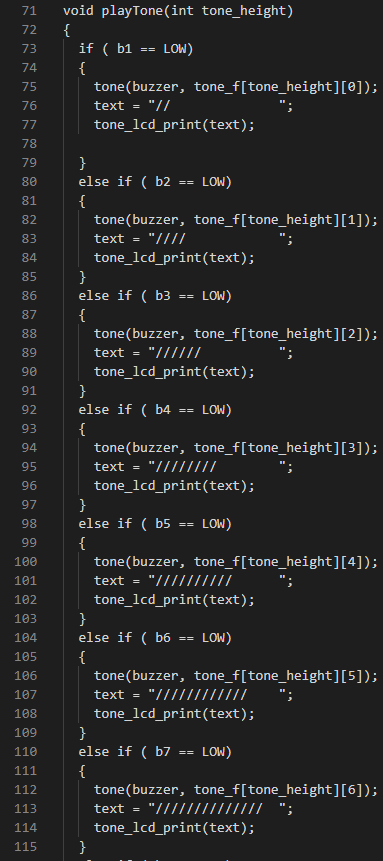 71 void playTone(int tone_height)
72 {
73   if ( b1 == LOW)
74   {
75     tone(buzzer, tone_f[tone_height][0]);
76     text = "//              ";
77     tone_lcd_print(text);
78
79   }
80   else if ( b2 == LOW)
81   {
82     tone(buzzer, tone_f[tone_height][1]);
83     text = "////            ";
84     tone_lcd_print(text);
85   }
86   else if ( b3 == LOW)
87   {
88     tone(buzzer, tone_f[tone_height][2]);
89     text = "//////          ";
90     tone_lcd_print(text);
91   }
92   else if ( b4 == LOW)
93   {
94     tone(buzzer, tone_f[tone_height][3]);
95     text = "////////        ";
96     tone_lcd_print(text);
97   }
98   else if ( b5 == LOW)
99   {
100     tone(buzzer, tone_f[tone_height][4]);
101     text = "//////////      ";
102     tone_lcd_print(text);
103   }
104   else if ( b6 == LOW)
105   {
106     tone(buzzer, tone_f[tone_height][5]);
107     text = "////////////    ";
108     tone_lcd_print(text);
109   }
110   else if ( b7 == LOW)
111   {
112     tone(buzzer, tone_f[tone_height][6]);
113     text = "//////////////  ";
114     tone_lcd_print(text);
115   }